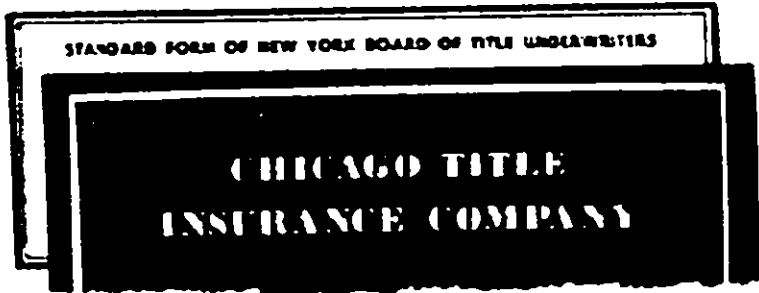 STANDARD FORM OF NEW YORK BOARD OF TITLE UNDERWRITERS
CHICAGO TITLE
INSURANCE COMPANY